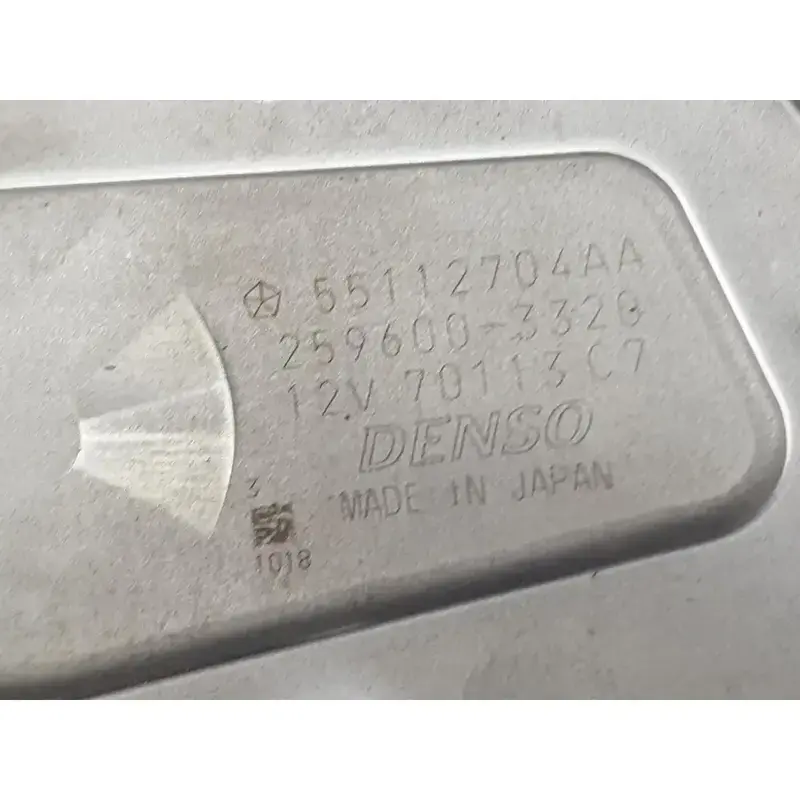 55112704AA
259600-3320
12V 70113C7
DENSO
MADE IN JAPAN
3
1018